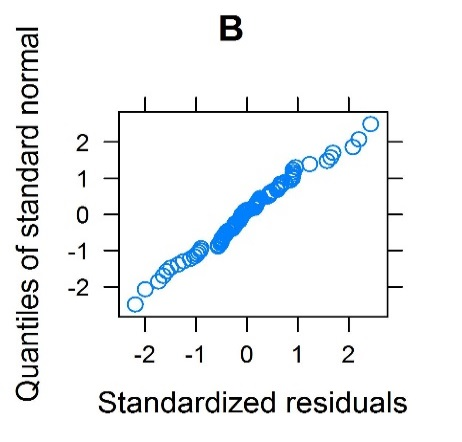 B
Quantiles of standard normal
2
1
0
-1
-2
-2 -1 0 1 2
Standardized residuals